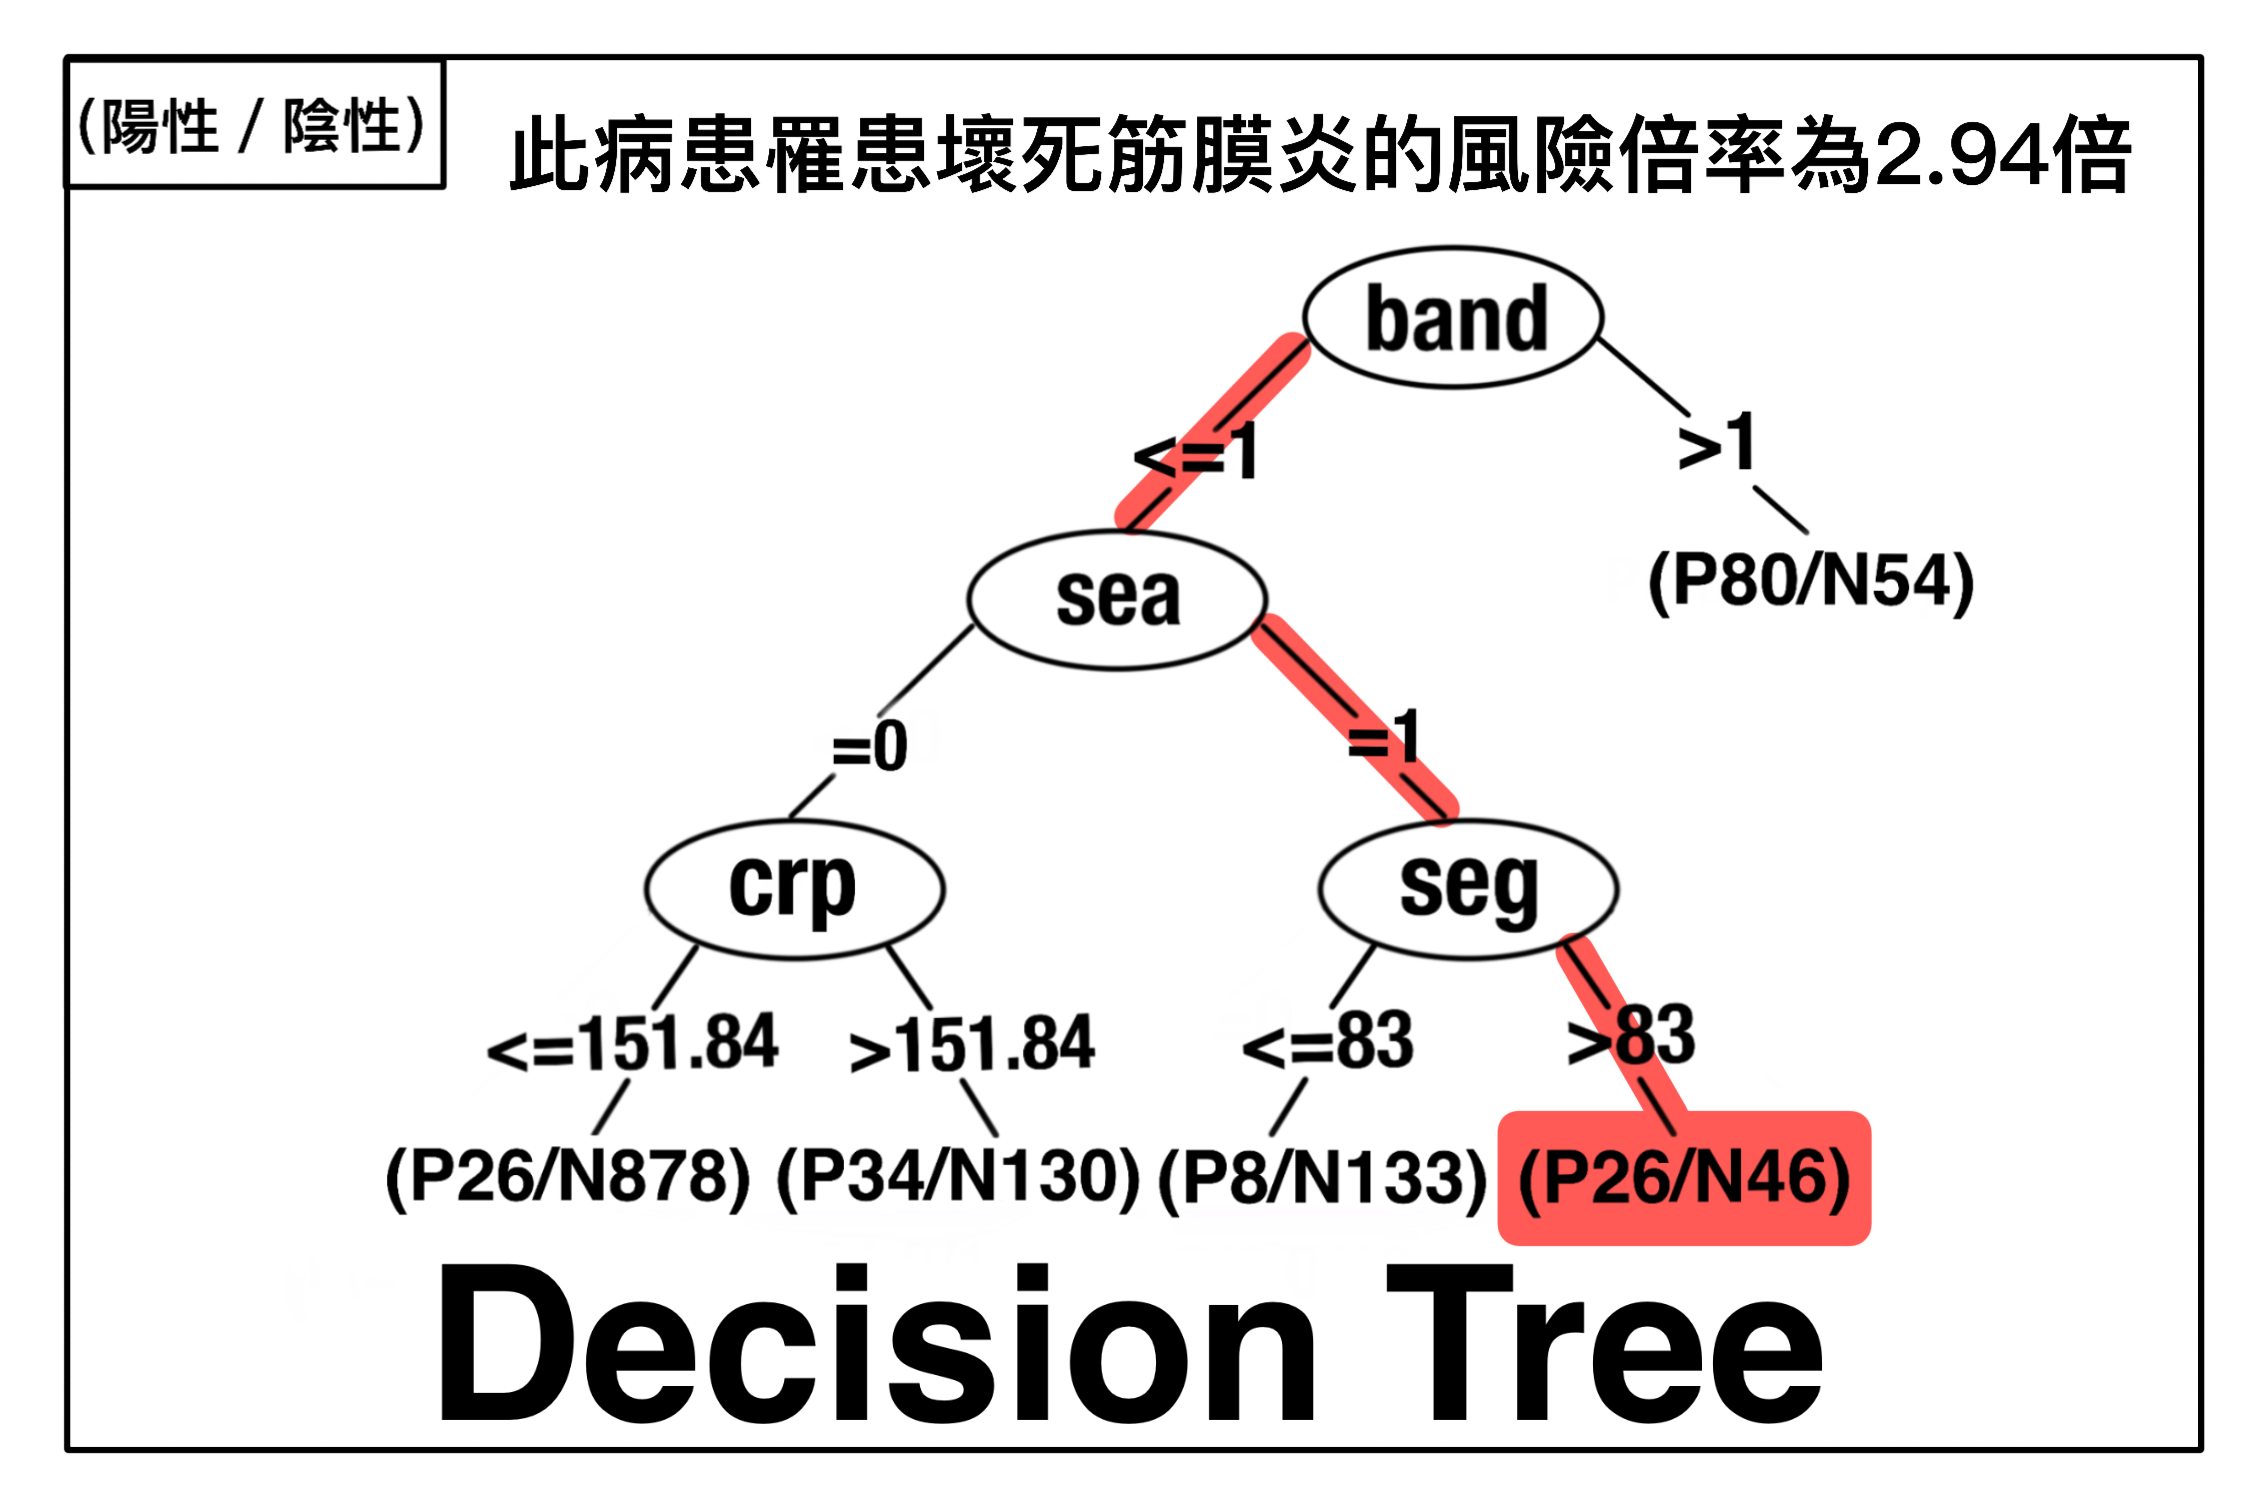 (陽性 / 陰性)
此病患罹患壞死筋膜炎的風險倍率為2.94倍
band
<=1
>1
sea
(P80/N54)
=0
=1
crp
seg
<=151.84
>151.84
<=83
>83
(P26/N878)
(P34/N130)
(P8/N133)
(P26/N46)
Decision Tree